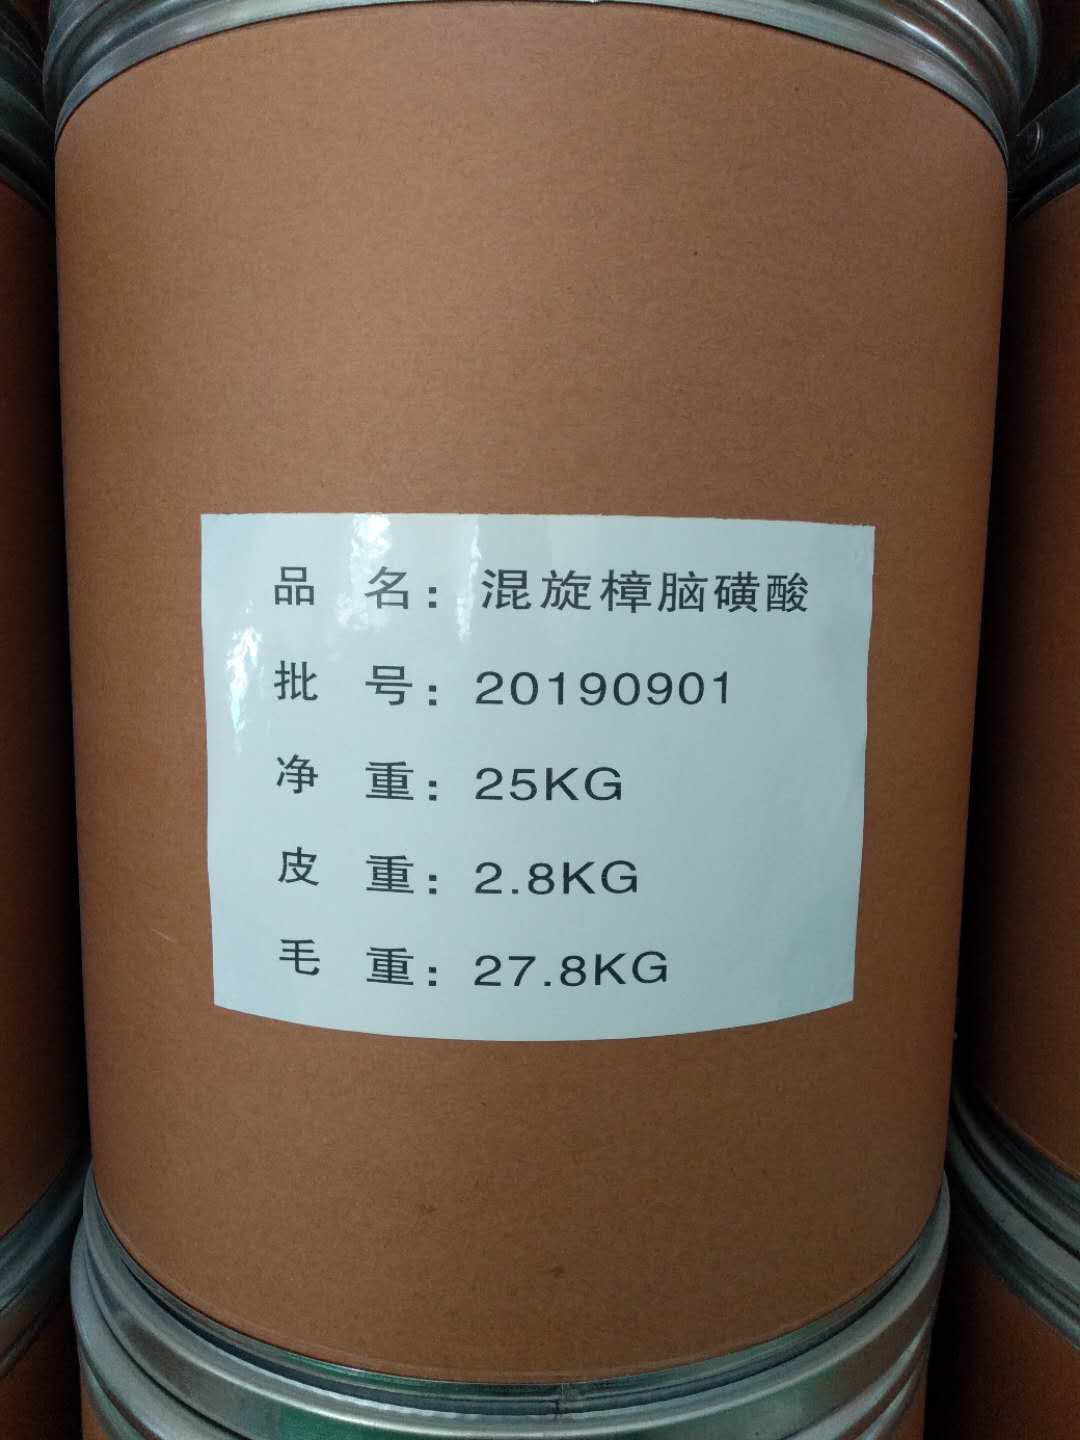 品 名：混旋樟脑磺酸
批 号：20190901
净 重：25KG
皮 重：2.8KG
毛 重：27.8KG